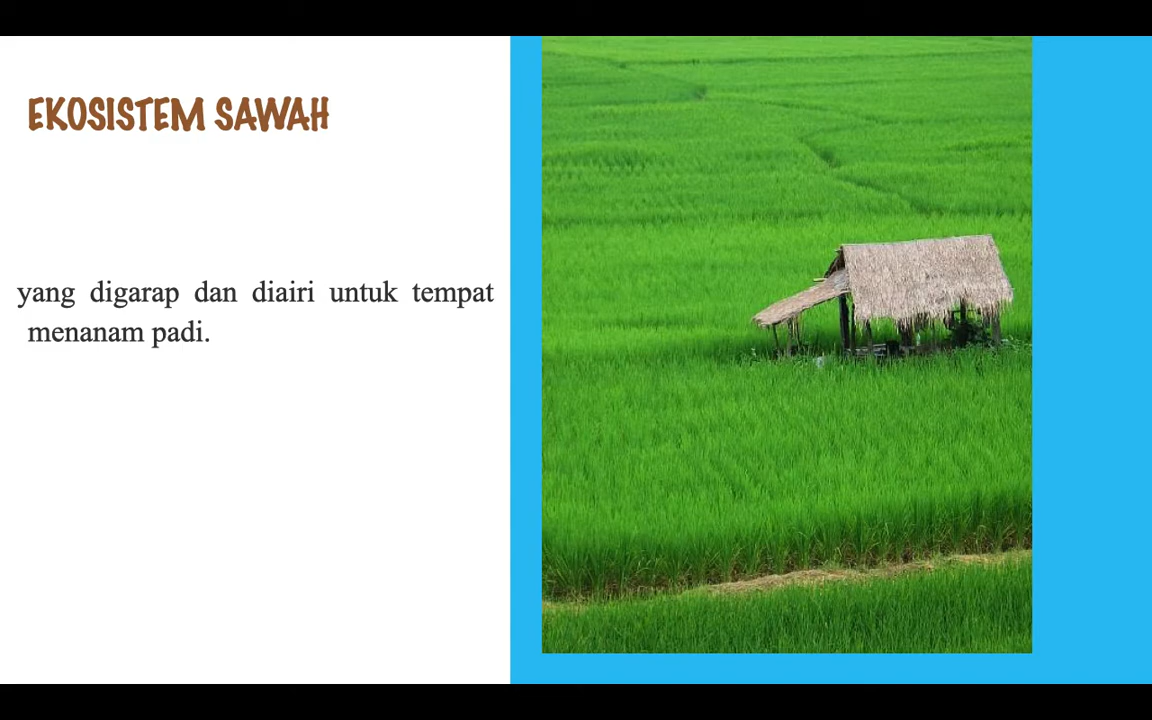 EKOSISTEM SAWAH
yang digarap dan diairi untuk tempat
menanam padi.